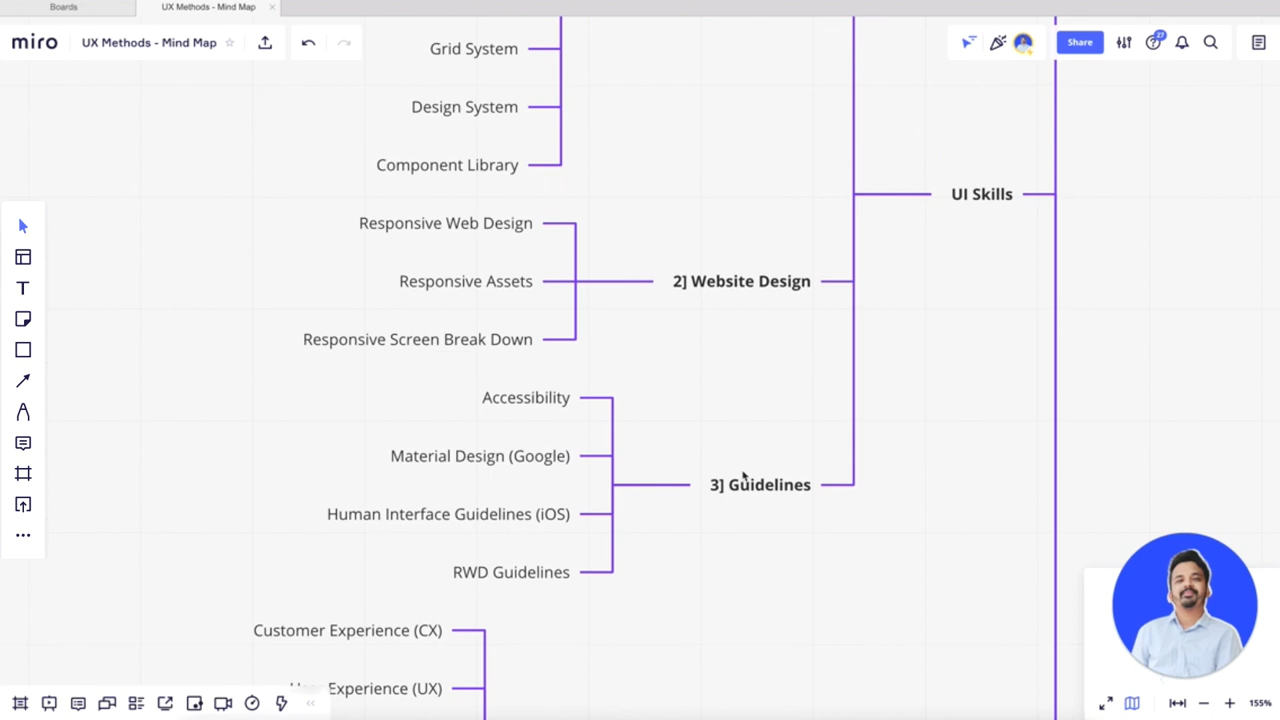 Boards
UX Methods - Mind Map
miro
UX Methods - Mind Map
Share
27
Grid System
Design System
Component Library
UI Skills
Responsive Web Design
Responsive Assets
2] Website Design
Responsive Screen Break Down
Accessibility
Material Design (Google)
3] Guidelines
Human Interface Guidelines (iOS)
RWD Guidelines
Customer Experience (CX)
Experience (UX)
155%